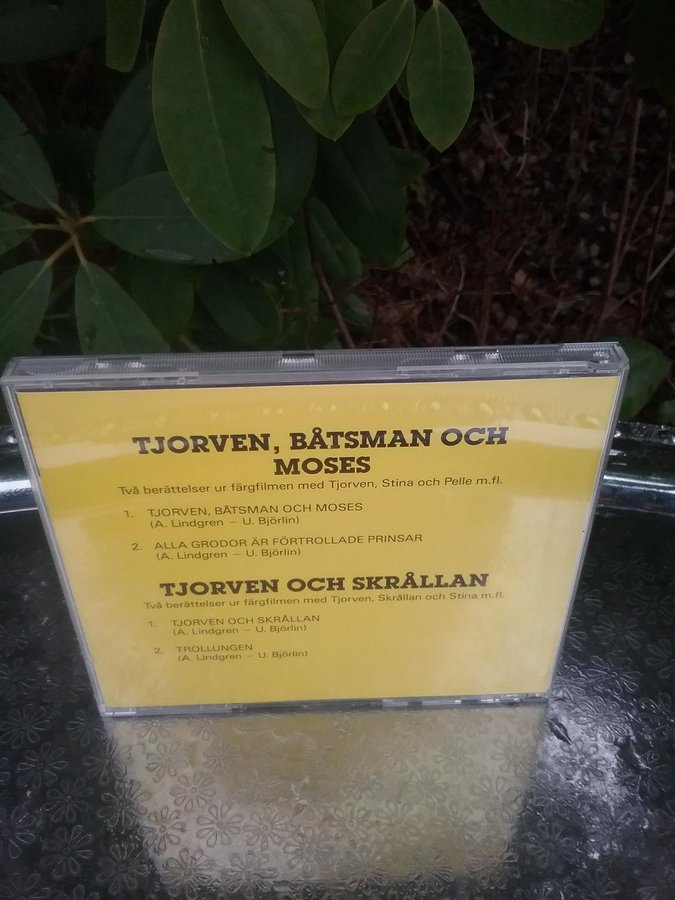 TJORVEN, BÅTSMAN OCH
MOSES
Två berättelser ur färgfilmen med Tjorven, Stina och Pelle m.fl.
1. TJORVEN, BÅTSMAN OCH MOSES
(A. Lindgren – U. Björlin)
2. ALLA GRODOR ÄR FÖRTROLLADE PRINSAR
(A. Lindgren – U. Björlin)
TJORVEN OCH SKRÅLLAN
Två berättelser ur färgfilmen med Tjorven, Skrållan och Stina m.fl.
1. TJORVEN OCH SKRÅLLAN
(A. Lindgren – U. Björlin)
2. TROLLUNGEN
(A. Lindgren – U. Björlin)